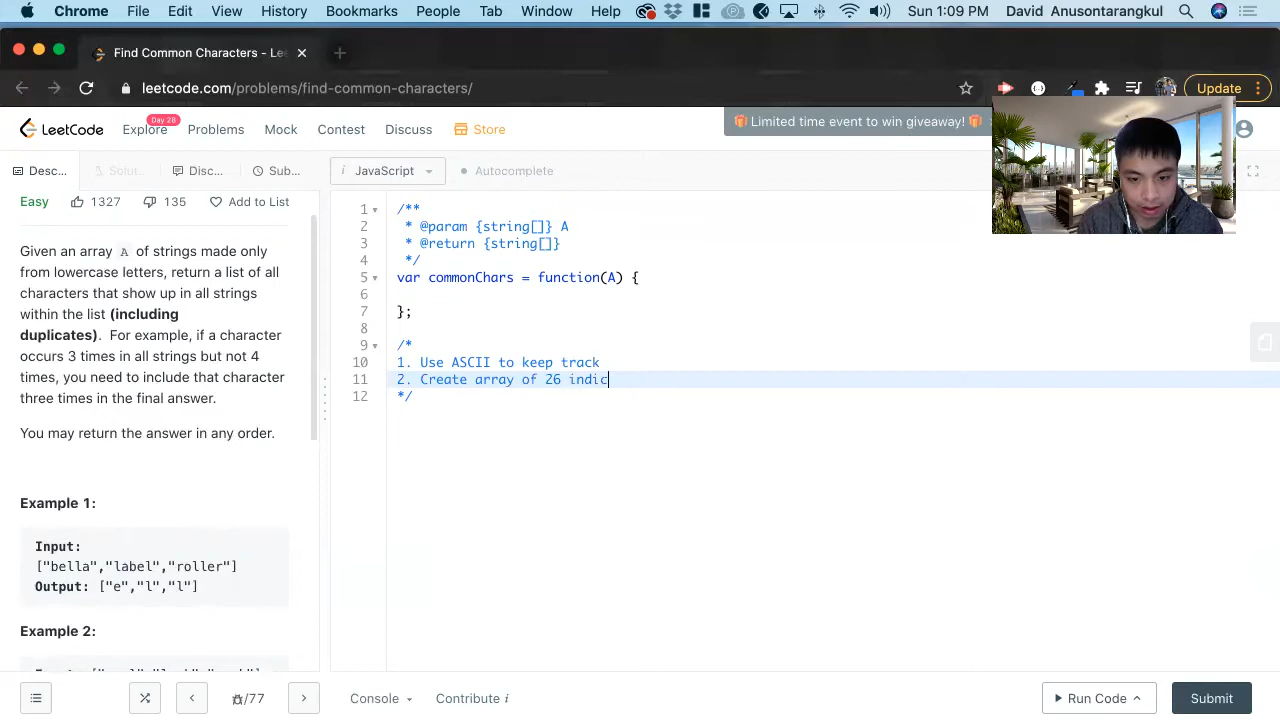 Chrome File Edit View History Bookmarks People Tab Window Help Sun 1:09 PM David Anusontarangkul
Find Common Characters - Le
leetcode.com/problems/find-common-characters/
Update
LeetCode Explore Day 28 Problems Mock Contest Discuss Store
Limited time event to win giveaway!
Desc... Solut... Disc... Sub...
i JavaScript Autocomplete
Easy 1327 135 Add to List
Given an array A of strings made only
from lowercase letters, return a list of all
characters that show up in all strings
within the list (including
duplicates). For example, if a character
occurs 3 times in all strings but not 4
times, you need to include that character
three times in the final answer.
You may return the answer in any order.
Example 1:
Input:
["bella","label","roller"]
Output: ["e","l","l"]
Example 2:
1 /**
2 * @param {string[]} A
3 * @return {string[]}
4 */
5 var commonChars = function(A) {
6
7 };
8
9 /*
10 1. Use ASCII to keep track
11 2. Create array of 26 indic
12 */
/77
Console Contribute i
Run Code Submit